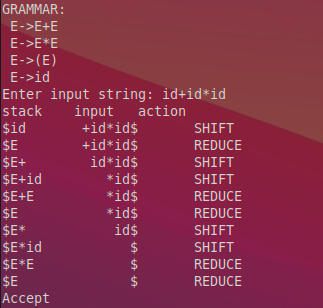 GRAMMAR:
E->E+E
E->E*E
E->(E)
E->id
Enter input string: id+id*id
stack input action
$id +id*id$ SHIFT
$E +id*id$ REDUCE
$E+ id*id$ SHIFT
$E+id *id$ SHIFT
$E+E *id$ REDUCE
$E *id$ REDUCE
$E* id$ SHIFT
$E*id $ SHIFT
$E*E $ REDUCE
$E $ REDUCE
Accept